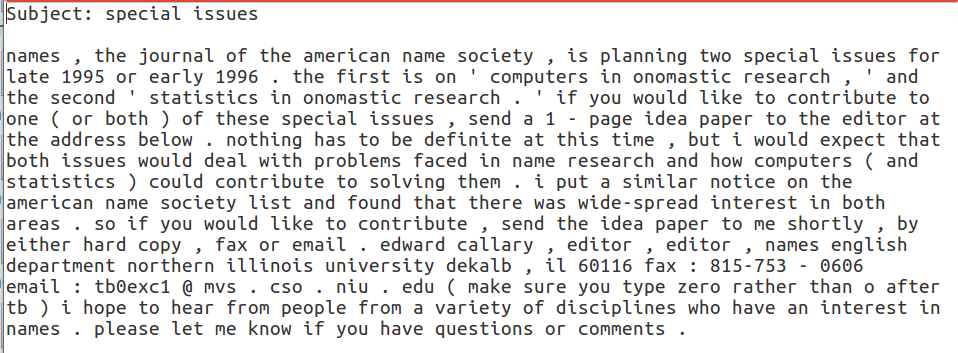 Subject: special issues
names , the journal of the american name society , is planning two special issues for
late 1995 or early 1996 . the first is on ' computers in onomastic research , ' and
the second ' statistics in onomastic research . ' if you would like to contribute to
one ( or both ) of these special issues , send a 1 - page idea paper to the editor at
the address below . nothing has to be definite at this time , but i would expect that
both issues would deal with problems faced in name research and how computers ( and
statistics ) could contribute to solving them . i put a similar notice on the
american name society list and found that there was wide-spread interest in both
areas . so if you would like to contribute , send the idea paper to me shortly , by
either hard copy , fax or email . edward callary , editor , editor , names english
department northern illinois university dekalb , il 60116 fax : 815-753 - 0606
email : tb0exc1 @ mvs . cso . niu . edu ( make sure you type zero rather than o after
tb ) i hope to hear from people from a variety of disciplines who have an interest in
names . please let me know if you have questions or comments .